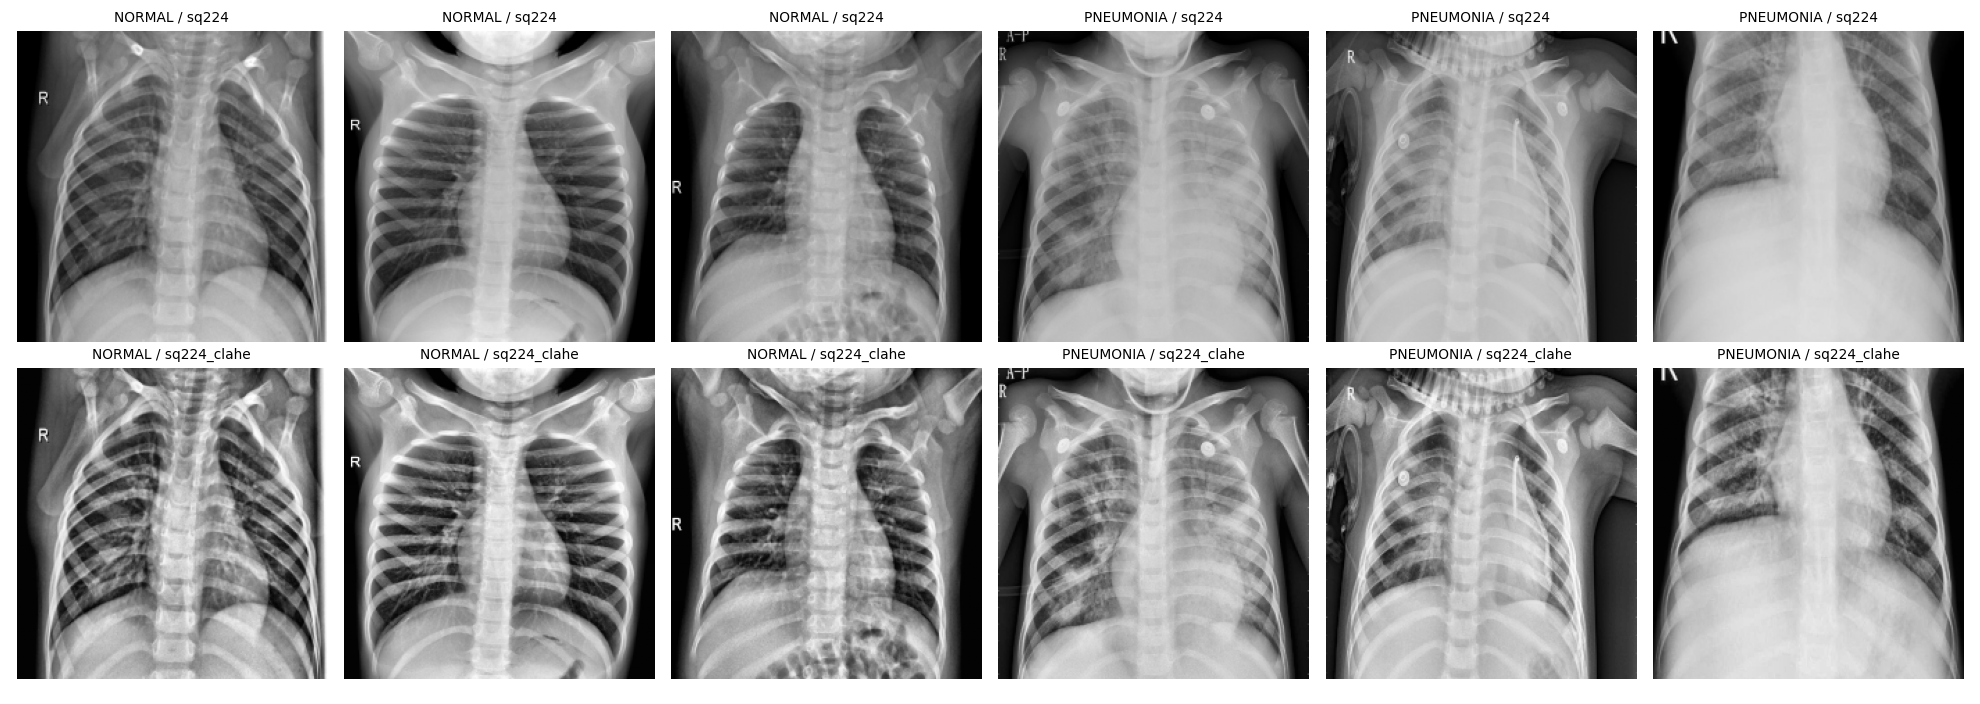 NORMAL / sq224
NORMAL / sq224
NORMAL / sq224
PNEUMONIA / sq224
PNEUMONIA / sq224
PNEUMONIA / sq224
R
R
R
A-P
R
R
R
NORMAL / sq224_clahe
NORMAL / sq224_clahe
NORMAL / sq224_clahe
PNEUMONIA / sq224_clahe
PNEUMONIA / sq224_clahe
PNEUMONIA / sq224_clahe
R
R
R
A-P
R
R
R